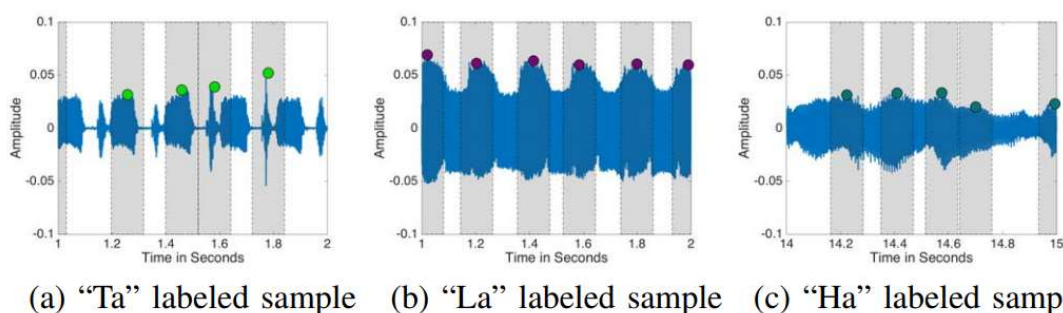 0.1
0.1
0.1
0.05
0.05
0.05
Amplitude
0
Amplitude
0
Amplitude
0
-0.05
-0.05
-0.05
-0.1
-0.1
-0.1
1 1.2 1.4 1.6 1.8 2
1 1.2 1.4 1.6 1.8 2
14 14.2 14.4 14.6 14.8 15
Time in Seconds
Time in Seconds
Time in Seconds
(a) “Ta” labeled sample (b) “La” labeled sample (c) “Ha” labeled samp